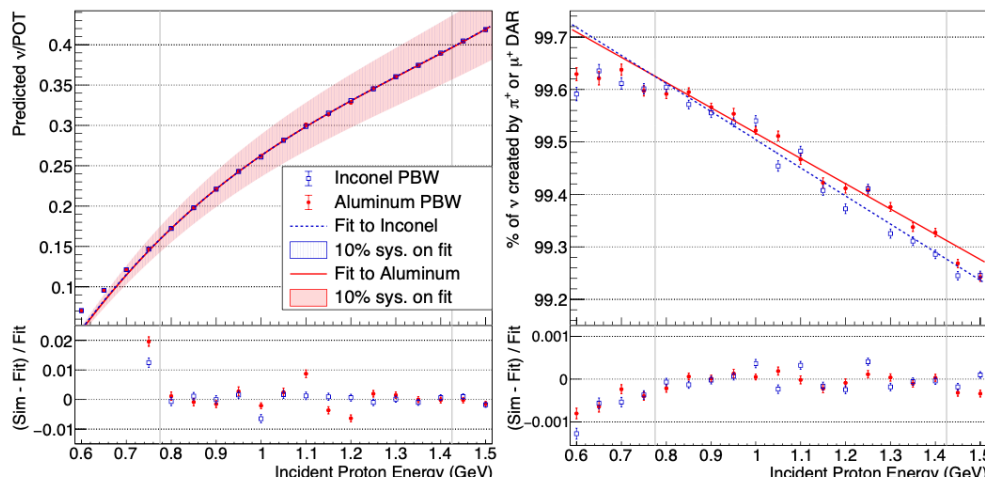 Predicted ν/POT
0.4
0.35
0.3
0.25
0.2
0.15
0.1
Inconel PBW
Aluminum PBW
Fit to Inconel
10% sys. on fit
Fit to Aluminum
10% sys. on fit
(Sim - Fit) / Fit
0.02
0.01
0
−0.01
0.6 0.7 0.8 0.9 1 1.1 1.2 1.3 1.4 1.5
Incident Proton Energy (GeV)
% of ν created by π⁺ or μ⁺ DAR
99.7
99.6
99.5
99.4
99.3
99.2
(Sim - Fit) / Fit
0.001
0
−0.001
0.6 0.7 0.8 0.9 1 1.1 1.2 1.3 1.4 1.5
Incident Proton Energy (GeV)